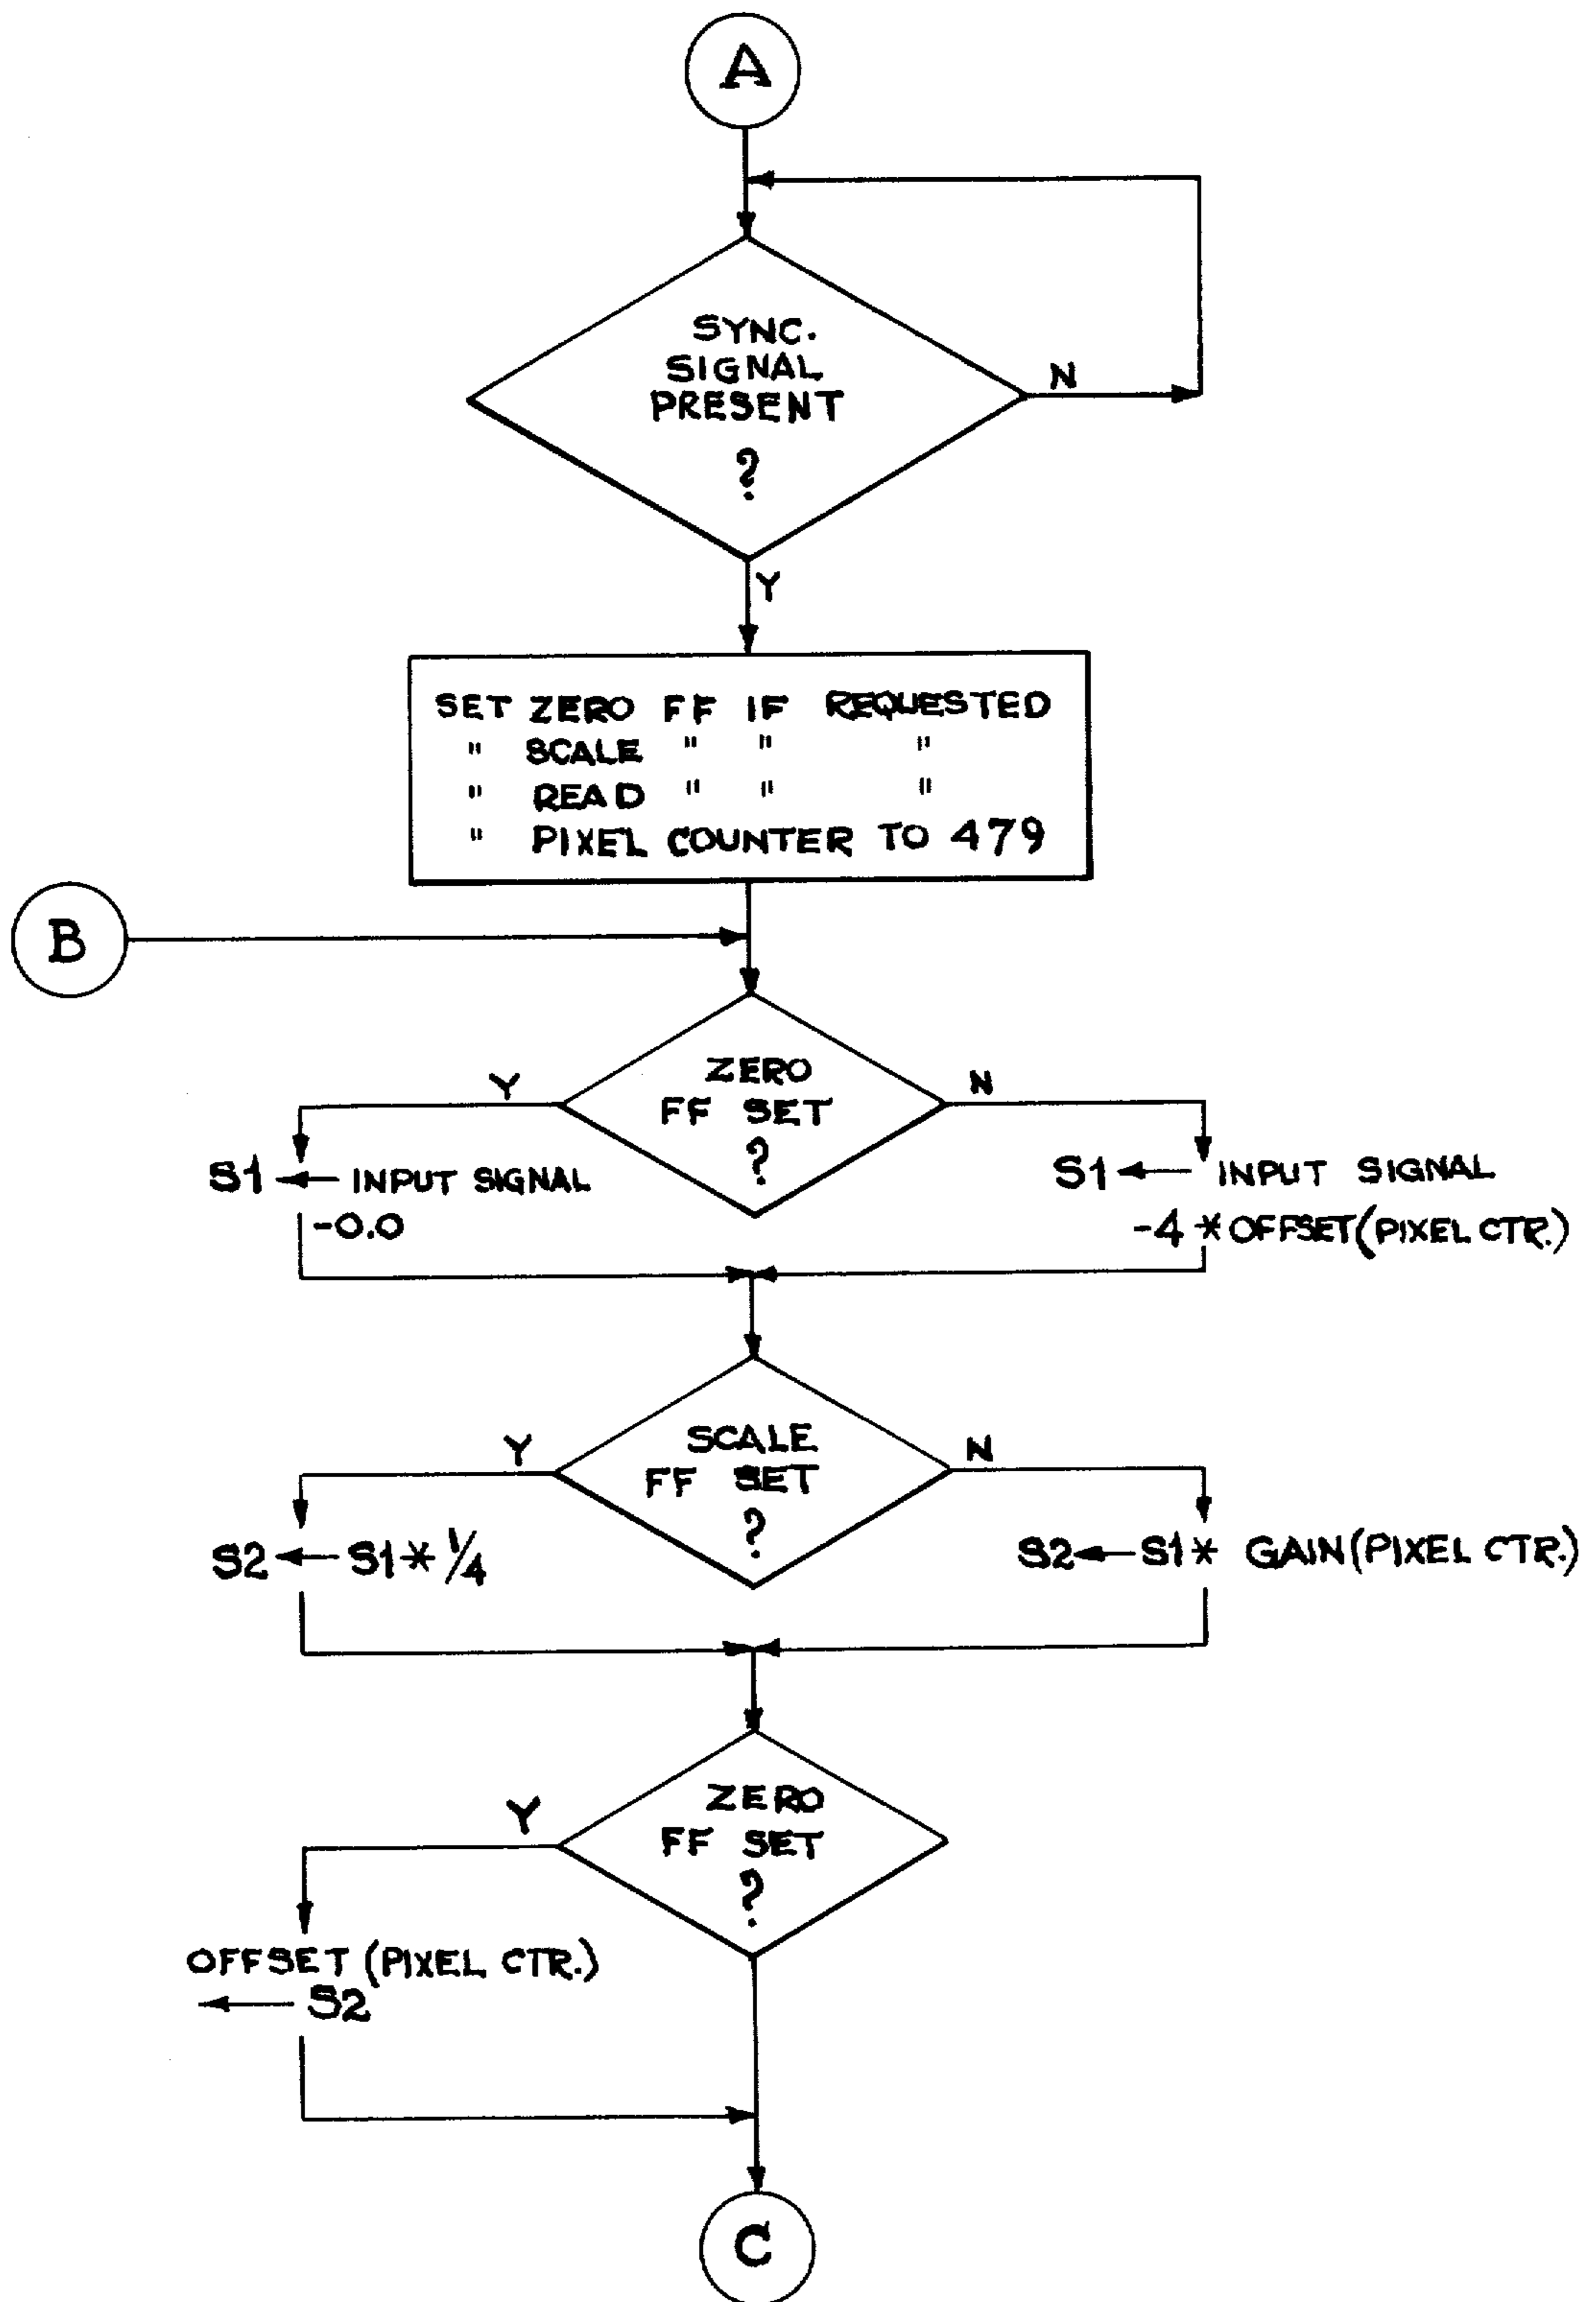 A
SYNC.
SIGNAL
PRESENT
?
N
Y
SET ZERO FF IF REQUESTED
" SCALE " " "
" READ " " "
" PIXEL COUNTER TO 479
B
ZERO
FF SET
?
Y
N
S1 ← INPUT SIGNAL
-0.0
S1 ← INPUT SIGNAL
-4 * OFFSET (PIXEL CTR.)
SCALE
FF SET
?
Y
N
S2 ← S1 * 1/4
S2 ← S1 * GAIN (PIXEL CTR.)
ZERO
FF SET
?
Y
OFFSET (PIXEL CTR.)
← S2
C